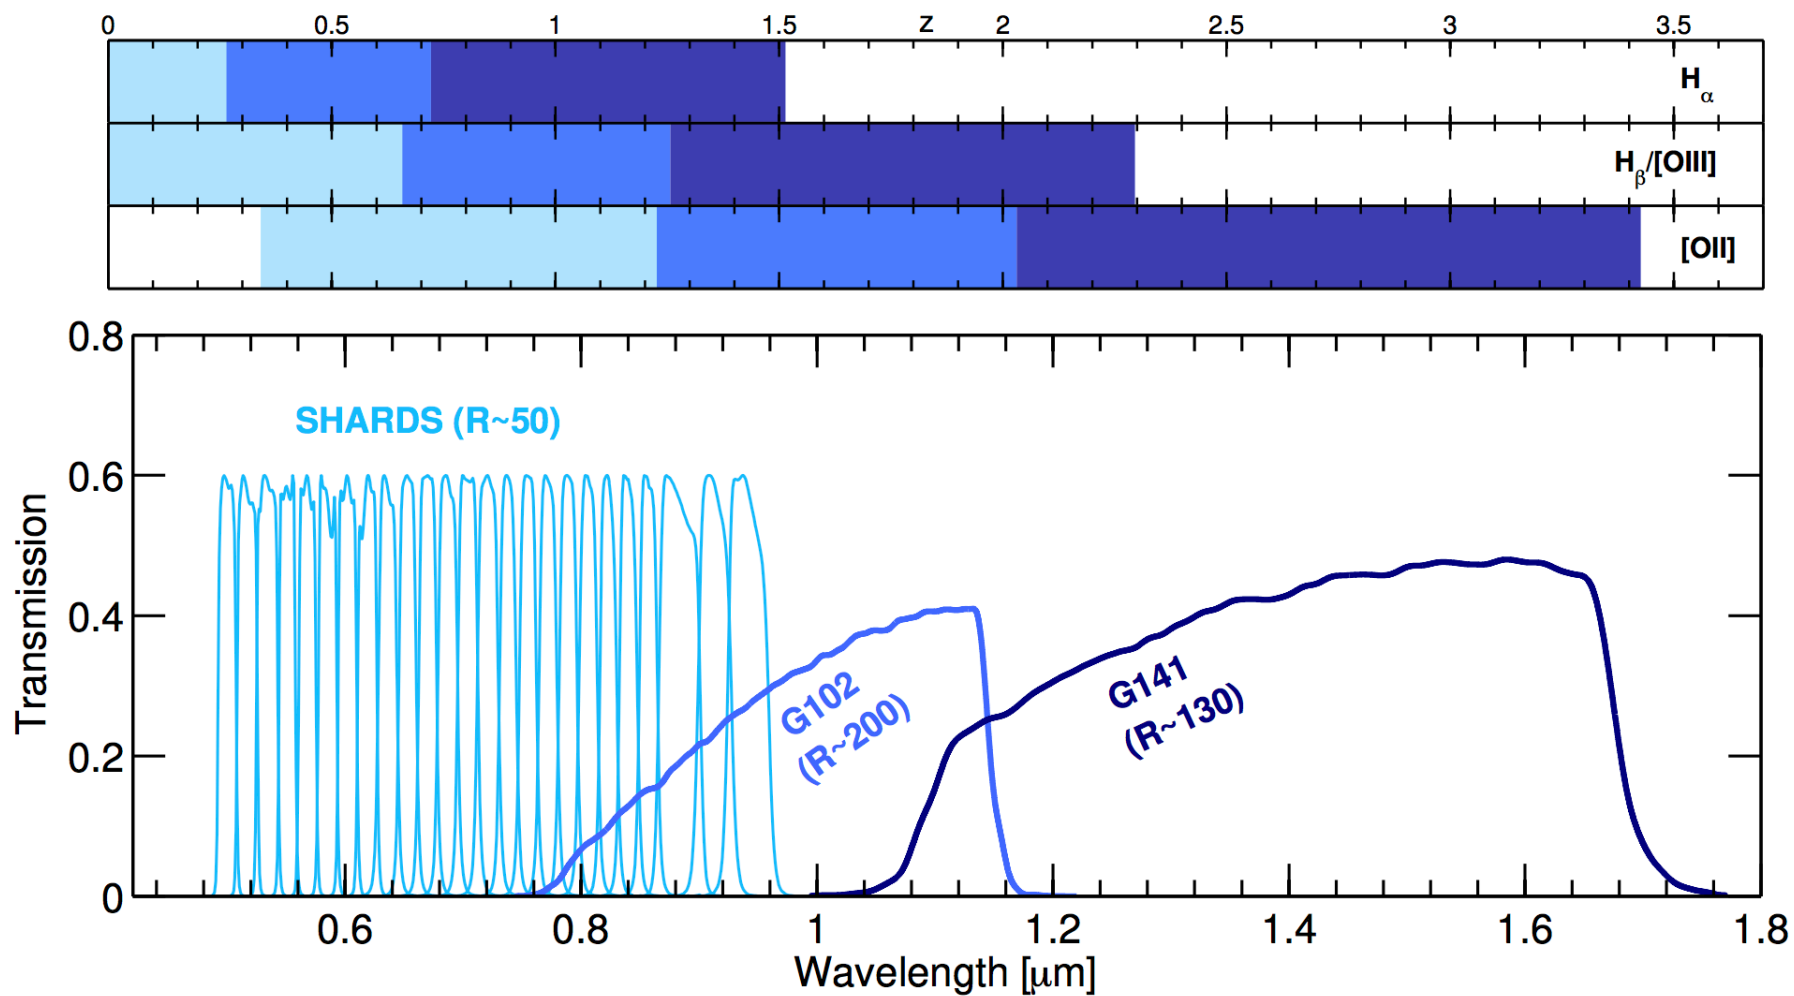 0 0.5 1 1.5 z 2 2.5 3 3.5
Hα
Hβ/[OIII]
[OII]
0.8
SHARDS (R~50)
0.6
0.4
0.2
0
Transmission
G102
(R~200)
G141
(R~130)
0.6 0.8 1 1.2 1.4 1.6 1.8
Wavelength [μm]